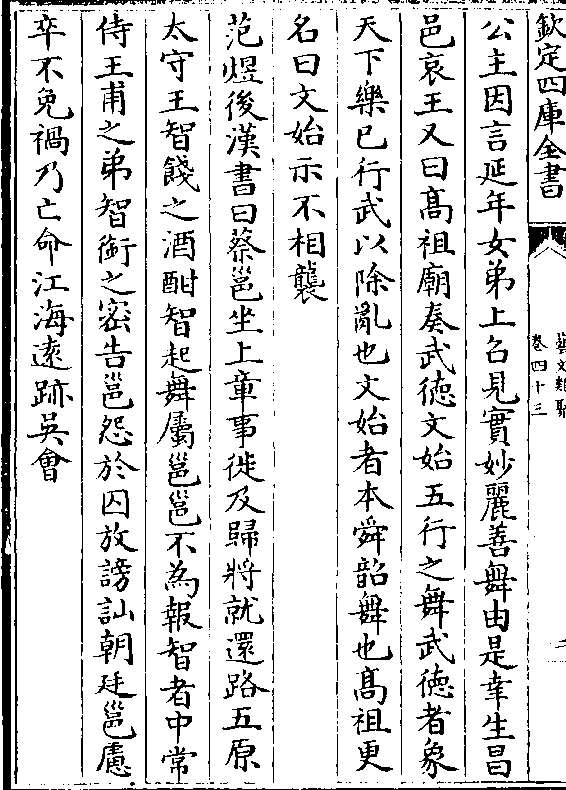 欽定四庫全書
藝文類聚
卷四十三
二
公主因言延年女弟上召見實妙麗善舞由是幸生昌
邑哀王又曰髙祖廟奏武徳文始五行之舞武徳者象
天下樂已行武以除亂也文始者本舜韶舞也髙祖更
名曰文始示不相襲
范煜後漢書曰蔡邕坐上章事徙及歸將就還路五原
太守王智餞之酒酣智起舞屬邕邕不為報智者中常
侍王甫之弟智銜之密告邕怨於囚放謗訕朝廷邕慮
卒不免禍乃亡命江海逺跡吳會